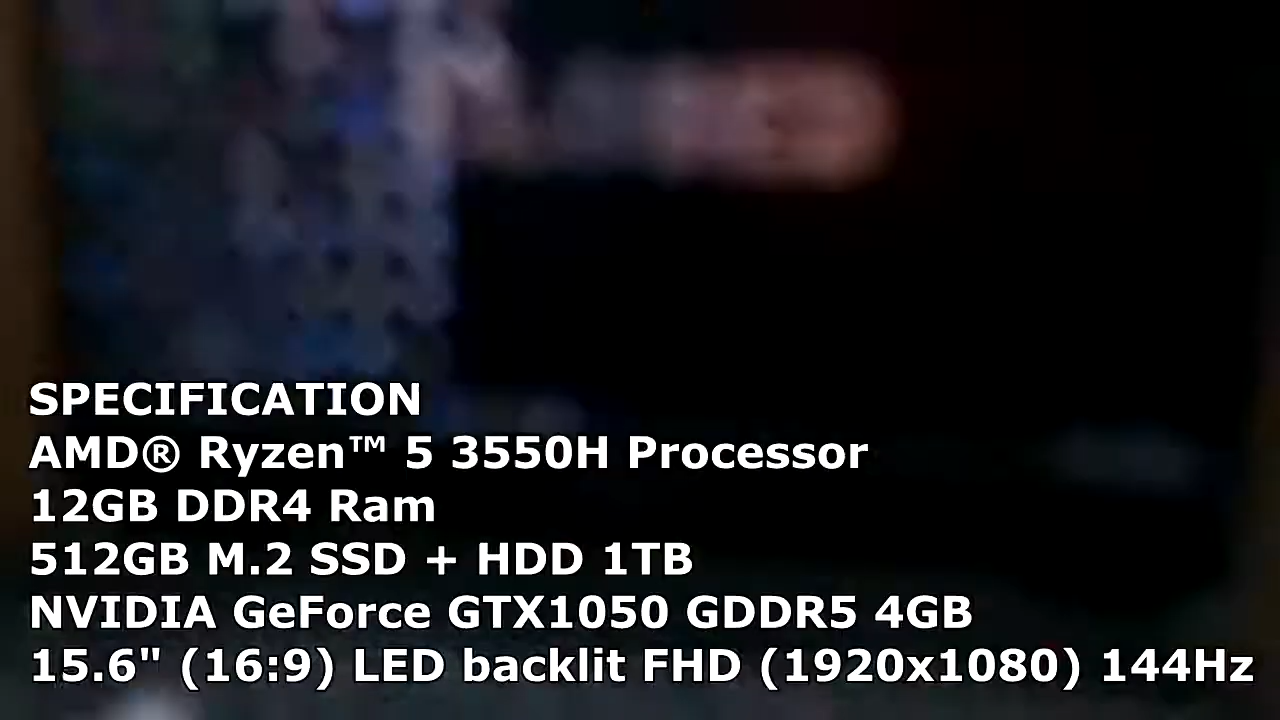 SPECIFICATION
AMD® Ryzen™ 5 3550H Processor
12GB DDR4 Ram
512GB M.2 SSD + HDD 1TB
NVIDIA GeForce GTX1050 GDDR5 4GB
15.6" (16:9) LED backlit FHD (1920x1080) 144Hz